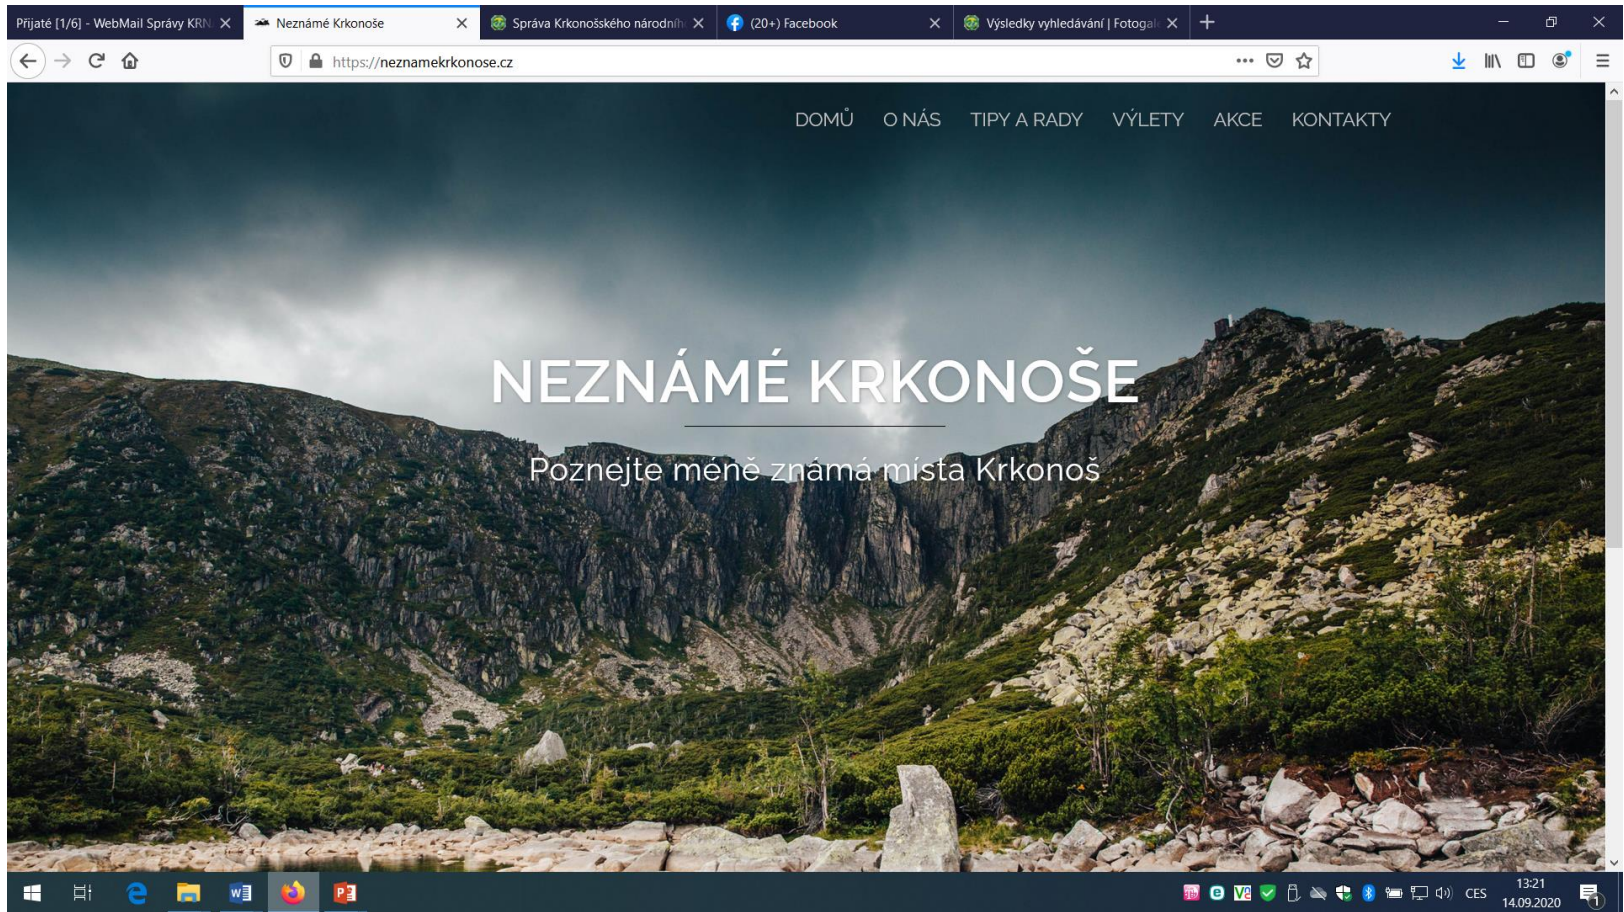 Přijaté [1/6] - WebMail Správy KRN
Neznámé Krkonoše
Správa Krkonošského národníh
(20+) Facebook
Výsledky vyhledávání | Fotogal
https://neznamekrkonose.cz
DOMŮ O NÁS TIPY A RADY VÝLETY AKCE KONTAKTY
NEZNÁMÉ KRKONOŠE
Poznejte méně známá místa Krkonoš
CES
13:21
14.09.2020
1